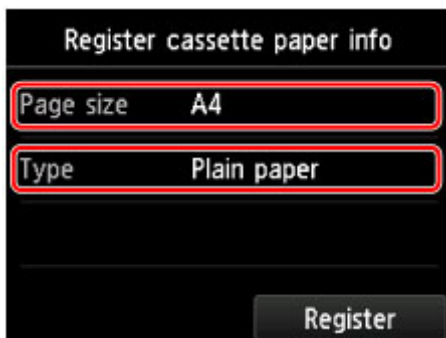 Register cassette paper info
Page size A4
Type Plain paper
Register